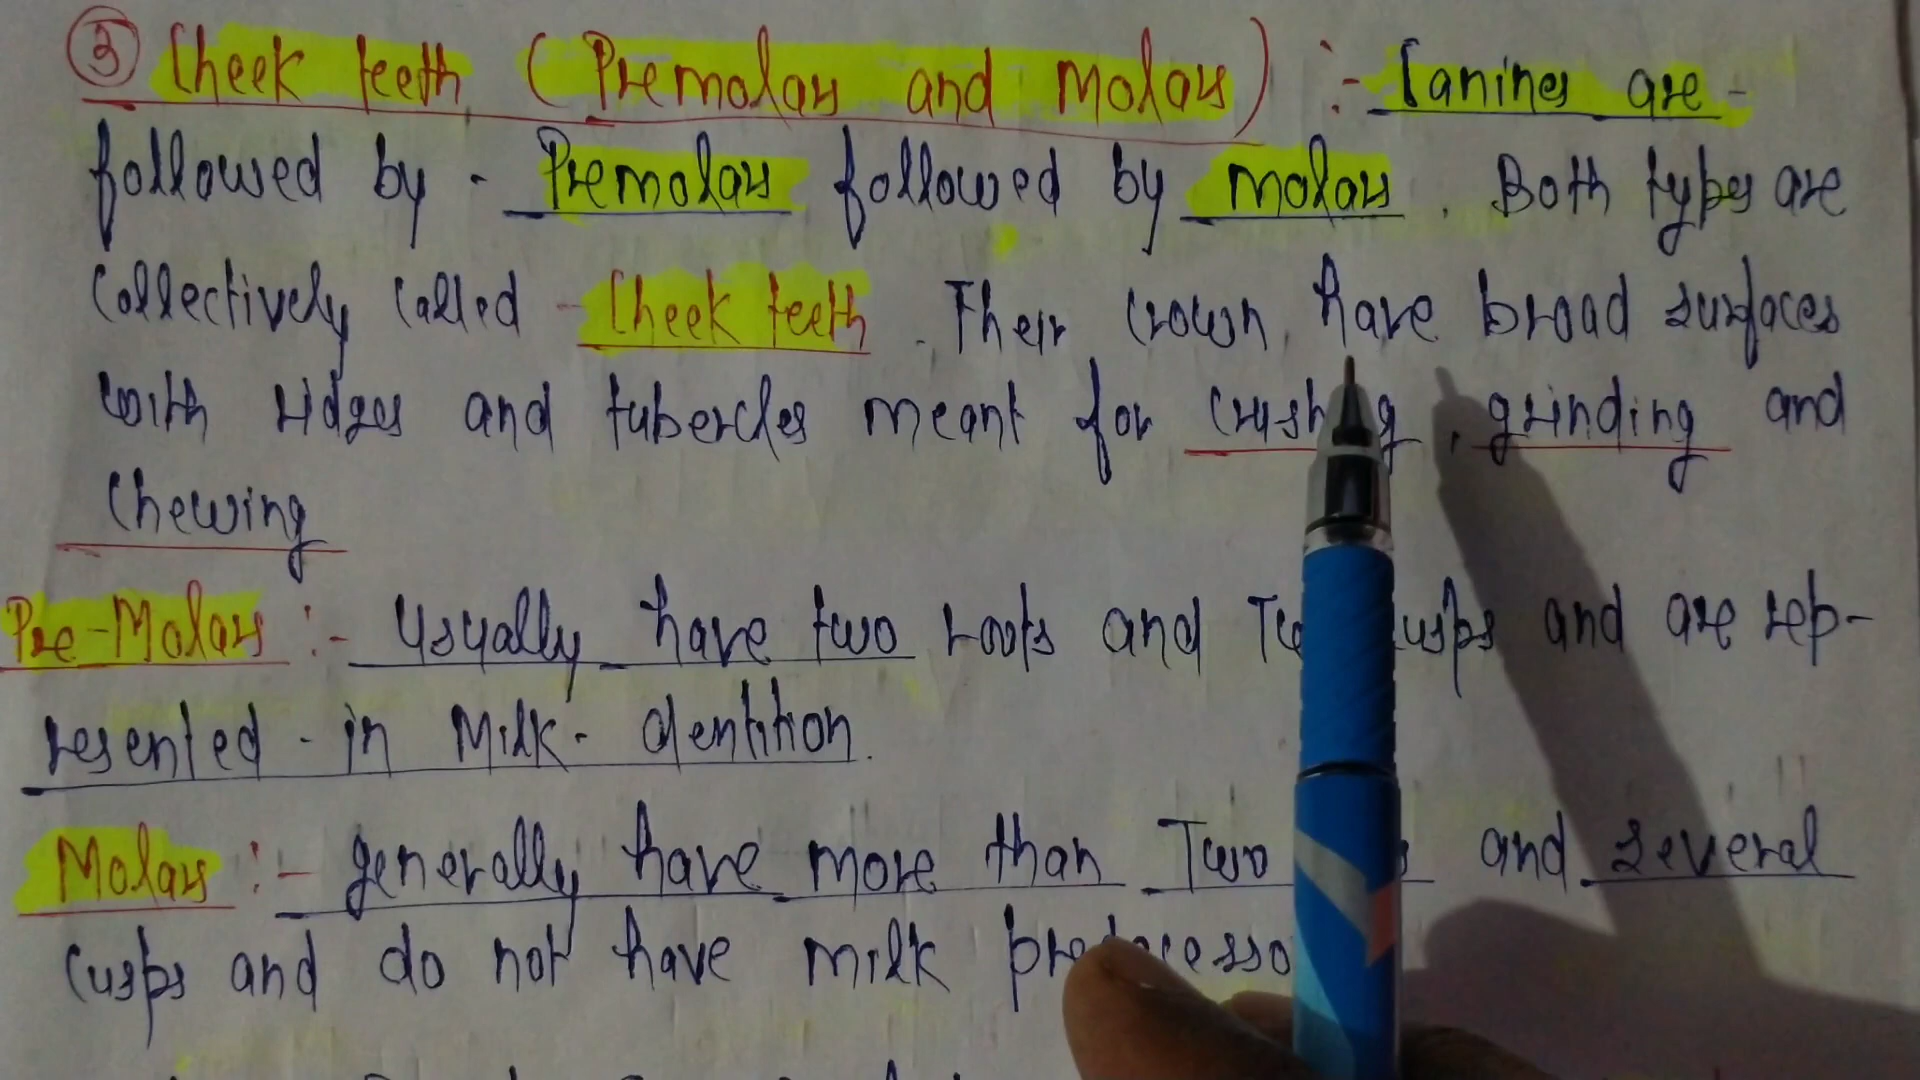 3 Cheek teeth (Premolars and Molars) :- Canines are -
followed by - Premolars followed by molars. Both types are
Collectively called - Cheek teeth. Their crown have broad surfaces
with ridges and tubercles meant for grinding and
chewing
Pre-Molars :- Usually have two roots and cusps and are rep-
resented - in Milk - dentition.
Molars :- generally have more than Two and several
cusps and do not have milk